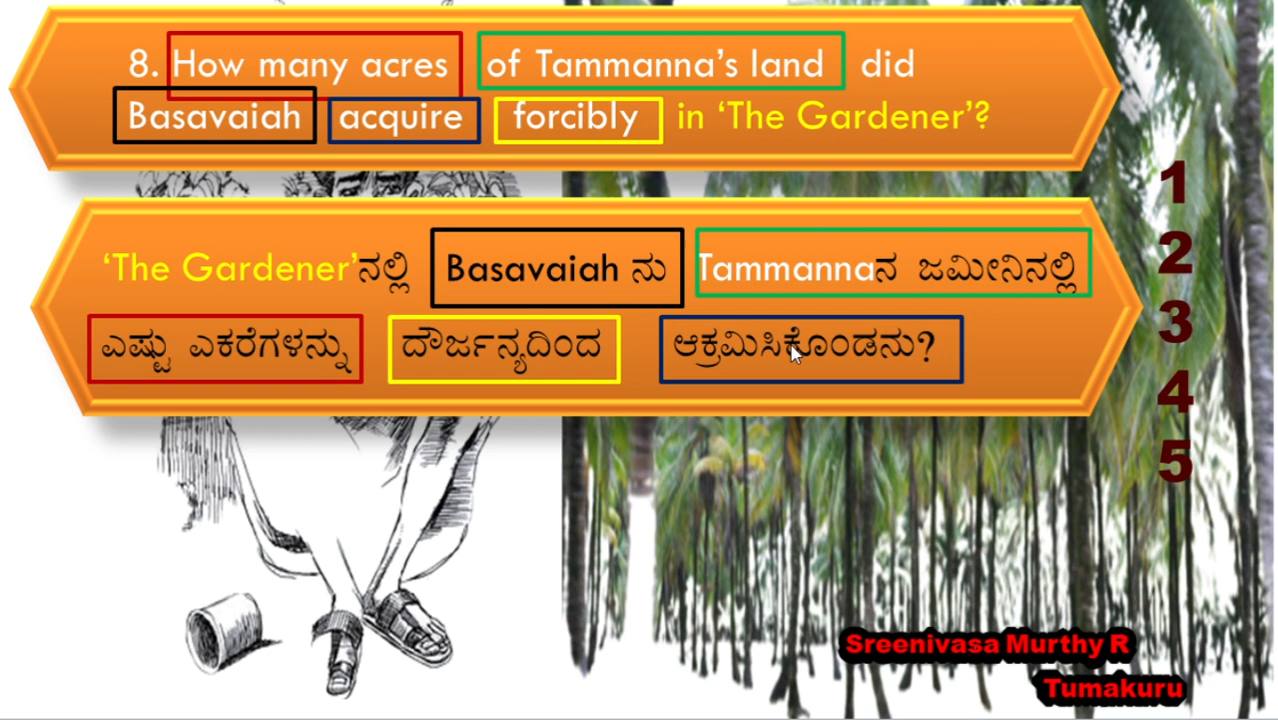 8. How many acres of Tammanna's land did
Basavaiah acquire forcibly in 'The Gardener'?
'The Gardener'ನಲ್ಲಿ Basavaiah ನು Tammannaನ ಜಮೀನಿನಲ್ಲಿ
ಎಷ್ಟು ಎಕರೆಗಳನ್ನು ದೌರ್ಜನ್ಯದಿಂದ ಆಕ್ರಮಿಸಿಕೊಂಡನು?
1
2
3
4
5
Sreenivasa Murthy R
Tumakuru